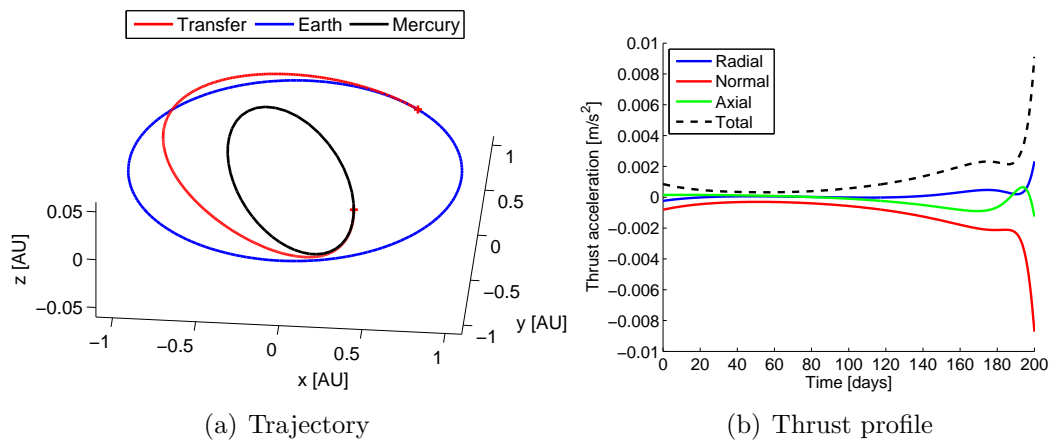 Transfer Earth Mercury
0.05
0
−0.05
z [AU]
−1
−0.5
0
0.5
1
x [AU]
1
0.5
0
−0.5
−1
y [AU]
(a) Trajectory
0.01
0.008
0.006
0.004
0.002
0
−0.002
−0.004
−0.006
−0.008
−0.01
Thrust acceleration [m/s²]
Radial
Normal
Axial
Total
0 20 40 60 80 100 120 140 160 180 200
Time [days]
(b) Thrust profile